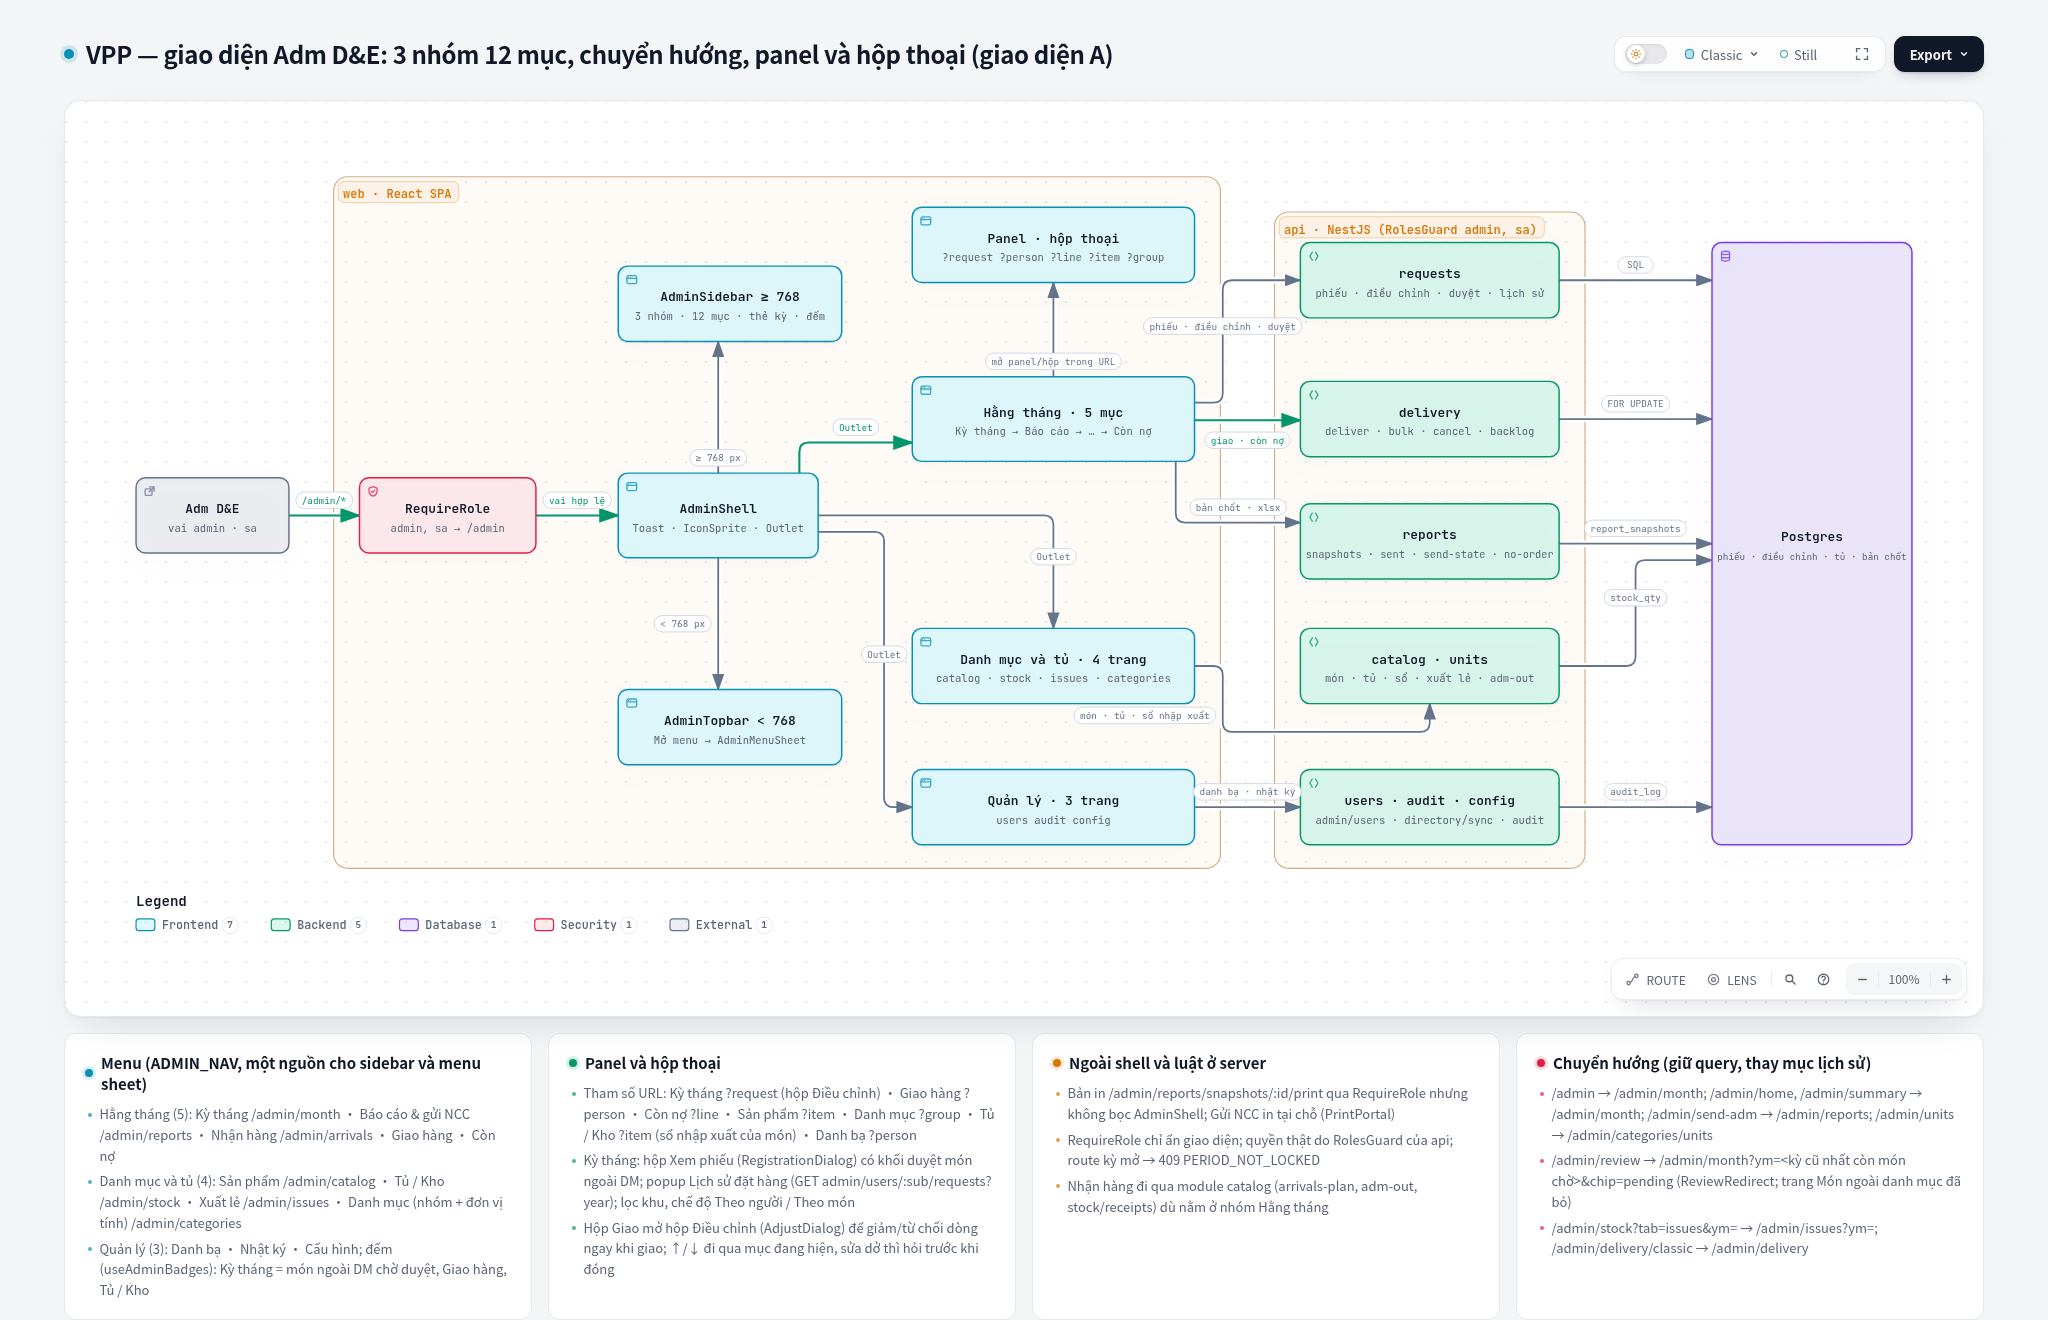 VPP — giao diện Adm D&E: 3 nhóm 12 mục, chuyển hướng, panel và hộp thoại (giao diện A)
Classic
Still
Export
web · React SPA
api · NestJS (RolesGuard admin, sa)
Panel · hộp thoại
?request ?person ?line ?item ?group
requests
phiếu · điều chỉnh · duyệt · lịch sử
SQL
AdminSidebar ≥ 768
3 nhóm · 12 mục · thẻ kỳ · đếm
phiếu · điều chỉnh · duyệt
mở panel/hộp trong URL
Hằng tháng · 5 mục
Kỳ tháng → Báo cáo → … → Còn nợ
delivery
deliver · bulk · cancel · backlog
FOR UPDATE
Outlet
giao · còn nợ
≥ 768 px
Adm D&E
vai admin · sa
/admin/*
RequireRole
admin, sa → /admin
vai hợp lệ
AdminShell
Toast · IconSprite · Outlet
bản chốt · xlsx
reports
snapshots · sent · send-state · no-order
report_snapshots
Postgres
phiếu · điều chỉnh · tủ · bản chốt
Outlet
stock_qty
< 768 px
Outlet
Danh mục và tủ · 4 trang
catalog · stock · issues · categories
catalog · units
món · tủ · sổ · xuất lẻ · adm-out
AdminTopbar < 768
Mở menu → AdminMenuSheet
món · tủ · sổ nhập xuất
Quản lý · 3 trang
users audit config
danh bạ · nhật ký
users · audit · config
admin/users · directory/sync · audit
audit_log
Legend
Frontend 7
Backend 5
Database 1
Security 1
External 1
ROUTE
LENS
100%
Menu (ADMIN_NAV, một nguồn cho sidebar và menu
sheet)
Hằng tháng (5): Kỳ tháng /admin/month • Báo cáo & gửi NCC
/admin/reports • Nhận hàng /admin/arrivals • Giao hàng • Còn
nợ
Danh mục và tủ (4): Sản phẩm /admin/catalog • Tủ / Kho
/admin/stock • Xuất lẻ /admin/issues • Danh mục (nhóm + đơn vị
tính) /admin/categories
Quản lý (3): Danh bạ • Nhật ký • Cấu hình; đếm
(useAdminBadges): Kỳ tháng = món ngoài DM chờ duyệt, Giao hàng,
Tủ / Kho
Panel và hộp thoại
Tham số URL: Kỳ tháng ?request (hộp Điều chỉnh) • Giao hàng ?
person • Còn nợ ?line • Sản phẩm ?item • Danh mục ?group • Tủ
/ Kho ?item (sổ nhập xuất của món) • Danh bạ ?person
Kỳ tháng: hộp Xem phiếu (RegistrationDialog) có khối duyệt món
ngoài DM; popup Lịch sử đặt hàng (GET admin/users/:sub/requests?
year); lọc khu, chế độ Theo người / Theo món
Hộp Giao mở hộp Điều chỉnh (AdjustDialog) để giảm/từ chối dòng
ngay khi giao; ↑/↓ đi qua mục đang hiện, sửa dở thì hỏi trước khi
đóng
Ngoài shell và luật ở server
Bản in /admin/reports/snapshots/:id/print qua RequireRole nhưng
không bọc AdminShell; Gửi NCC in tại chỗ (PrintPortal)
RequireRole chỉ ẩn giao diện; quyền thật do RolesGuard của api;
route kỳ mở → 409 PERIOD_NOT_LOCKED
Nhận hàng đi qua module catalog (arrivals-plan, adm-out,
stock/receipts) dù nằm ở nhóm Hằng tháng
Chuyển hướng (giữ query, thay mục lịch sử)
/admin → /admin/month; /admin/home, /admin/summary →
/admin/month; /admin/send-adm → /admin/reports; /admin/units
→ /admin/categories/units
/admin/review → /admin/month?ym=<kỳ cũ nhất còn món
chờ>&chip=pending (ReviewRedirect; trang Món ngoài danh mục đã
bỏ)
/admin/stock?tab=issues&ym= → /admin/issues?ym=;
/admin/delivery/classic → /admin/delivery